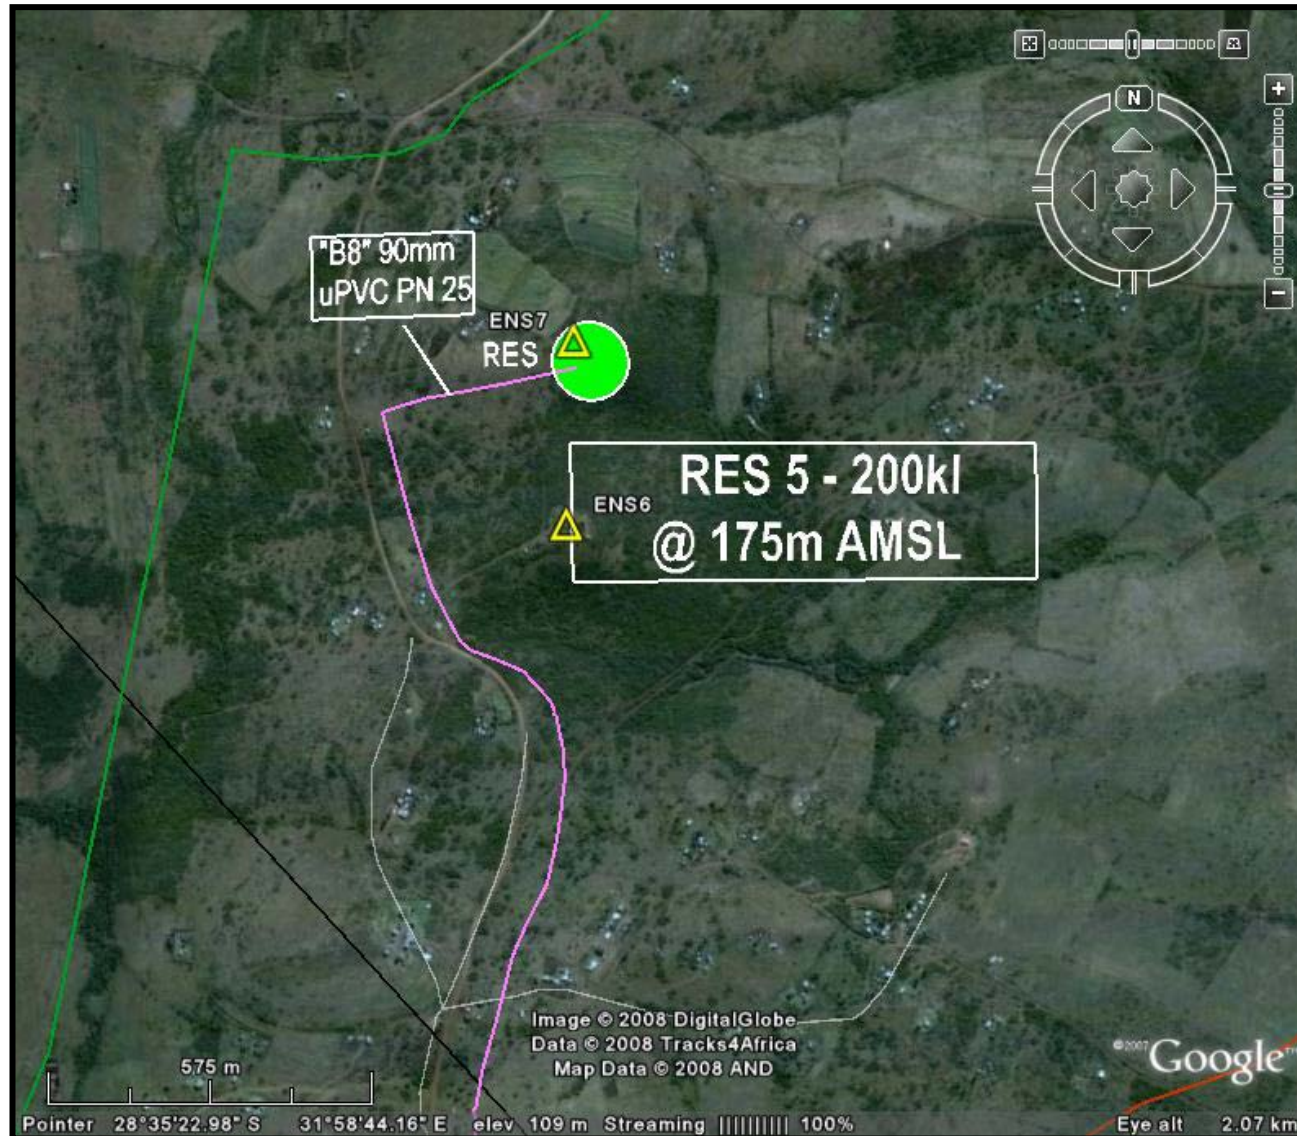 N
"B8" 90mm
uPVC PN 25
ENS7
RES
RES 5 - 200kl
@ 175m AMSL
ENS6
Image © 2008 DigitalGlobe
Data © 2008 Tracks4Africa
Map Data © 2008 AND
©2007 Google™
575 m
Pointer 28°35'22.98" S 31°58'44.16" E elev 109 m Streaming |||||||||| 100% Eye alt 2.07 km